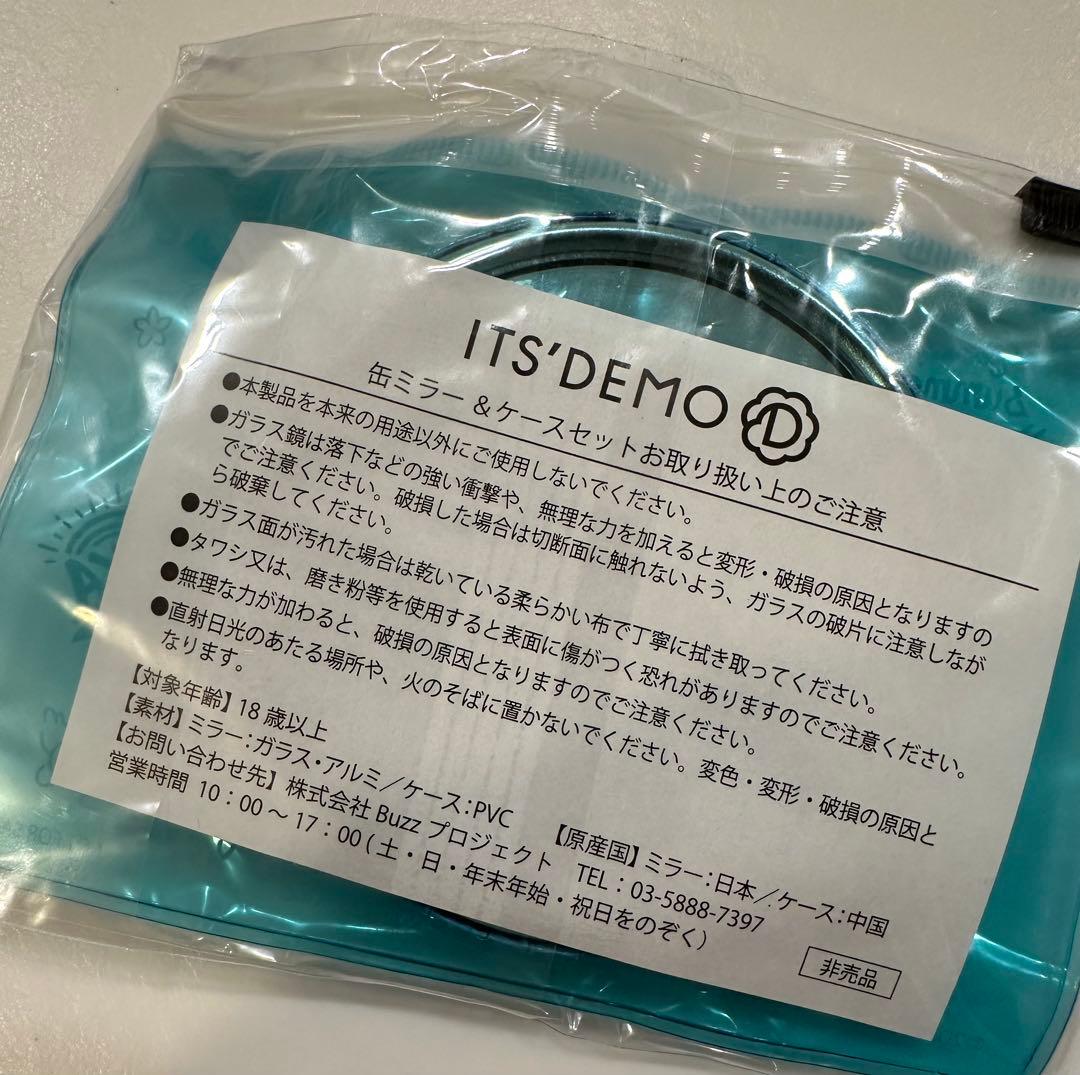 ITS'DEMO D
缶ミラー＆ケースセットお取り扱い上のご注意
●本製品を本来の用途以外にご使用しないでください。
●ガラス鏡は落下などの強い衝撃や、無理な力を加えると変形・破損の原因となりますの
でご注意ください。破損した場合は切断面に触れないよう、ガラスの破片に注意しなが
ら破棄してください。
●ガラス面が汚れた場合は乾いている柔らかい布で丁寧に拭き取ってください。
●タワシ又は、磨き粉等を使用すると表面に傷がつく恐れがありますのでご注意ください。
●無理な力が加わると、破損の原因となりますのでご注意ください。
●直射日光のあたる場所や、火のそばに置かないでください。変色・変形・破損の原因と
なります。
【対象年齢】18歳以上
【素材】ミラー：ガラス・アルミ／ケース：PVC 【原産国】ミラー：日本／ケース：中国
【お問い合わせ先】株式会社 Buzz プロジェクト TEL：03-5888-7397
営業時間 10：00～17：00（土・日・年末年始・祝日をのぞく）
非売品